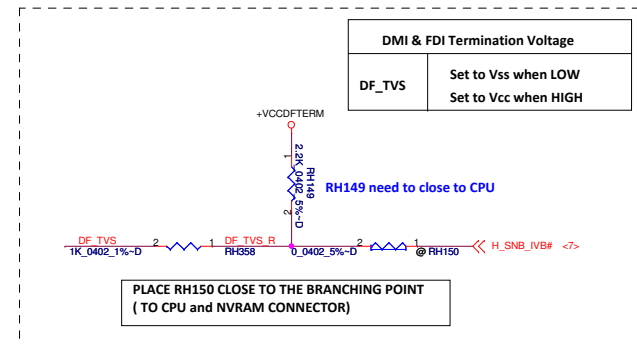 DMI & FDI Termination Voltage
DF_TVS
Set to Vss when LOW
Set to Vcc when HIGH
+VCCDFTERM
1
2.2K_0402_5%~D
RH149
2
RH149 need to close to CPU
DF_TVS 2 1 DF_TVS_R 2 1 H_SNB_IVB# <7>
1K_0402_1%~D RH358 0_0402_5%~D @ RH150
PLACE RH150 CLOSE TO THE BRANCHING POINT
( TO CPU and NVRAM CONNECTOR)